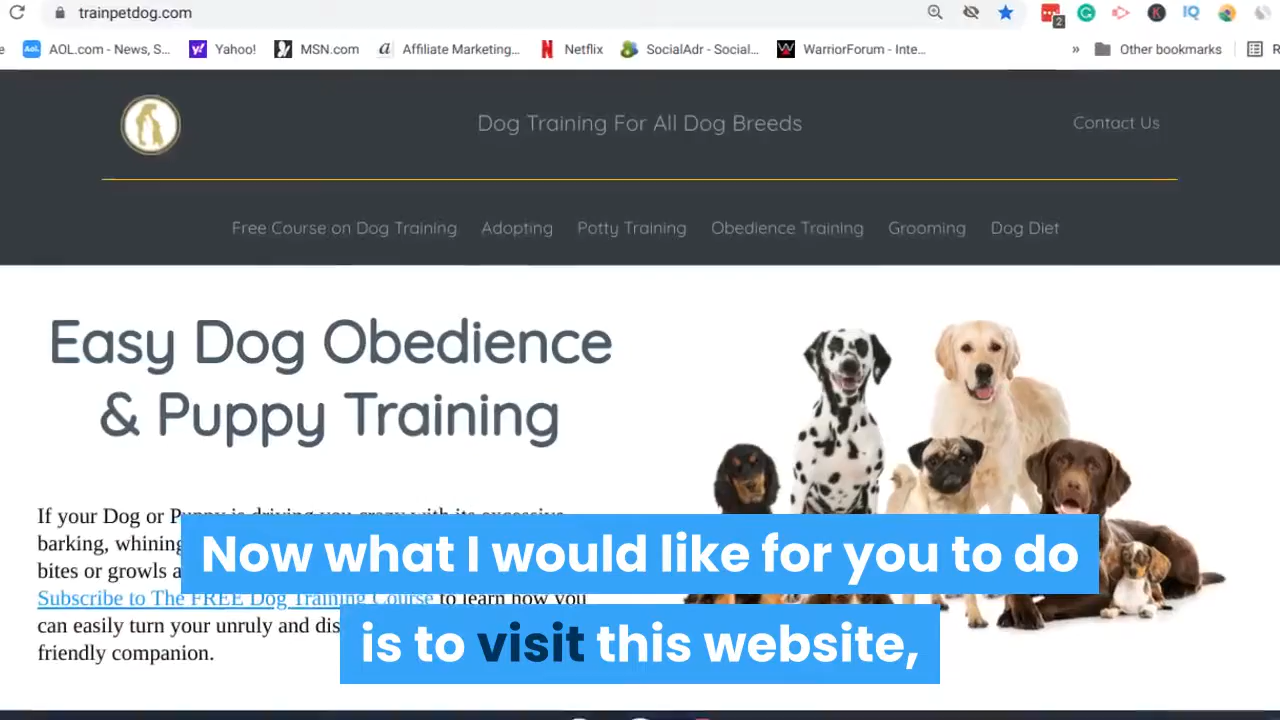 trainpetdog.com
2
AOL.com - News, S...
Yahoo!
MSN.com
Affiliate Marketing...
Netflix
SocialAdr - Social...
WarriorForum - Inte...
»
Other bookmarks
R
Dog Training For All Dog Breeds
Contact Us
Free Course on Dog Training
Adopting
Potty Training
Obedience Training
Grooming
Dog Diet
Easy Dog Obedience
& Puppy Training
If your Dog or
barking, whining
bites or growls a
Subscribe to The FREE Dog Training Course to learn how you
can easily turn your unruly and dis
friendly companion.
Now what I would like for you to do
is to visit this website,